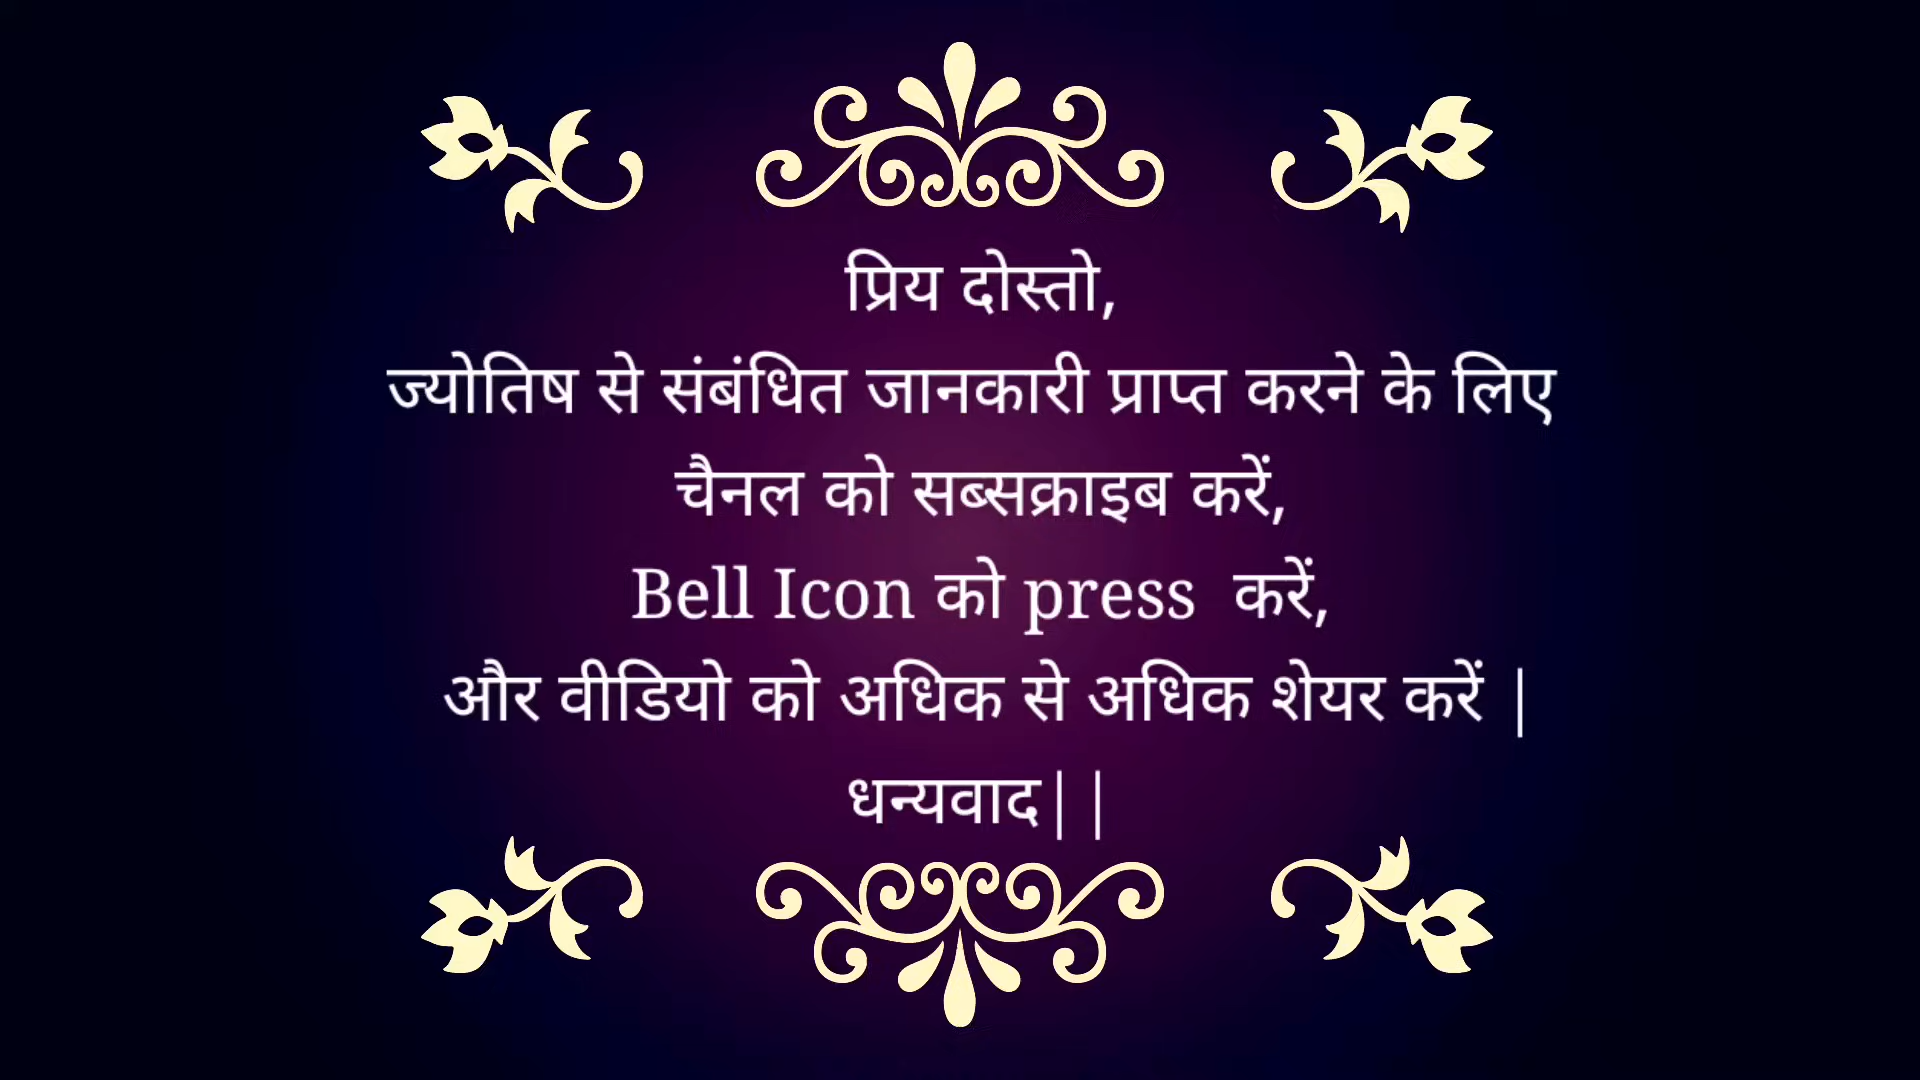 प्रिय दोस्तो,
ज्योतिष से संबंधित जानकारी प्राप्त करने के लिए
चैनल को सब्सक्राइब करें,
Bell Icon को press  करें,
और वीडियो को अधिक से अधिक शेयर करें |
धन्यवाद||